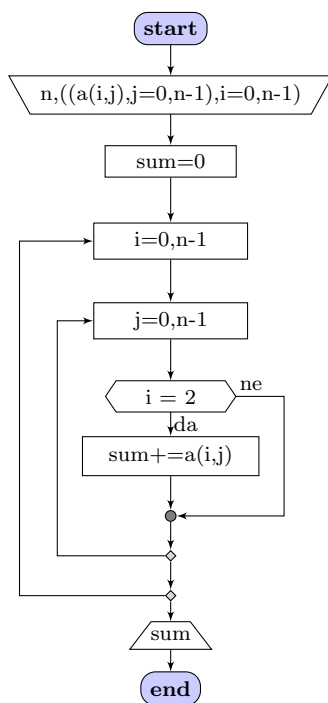 start
n,((a(i,j),j=0,n-1),i=0,n-1)
sum=0
i=0,n-1
j=0,n-1
i = 2
ne
da
sum+=a(i,j)
sum
end